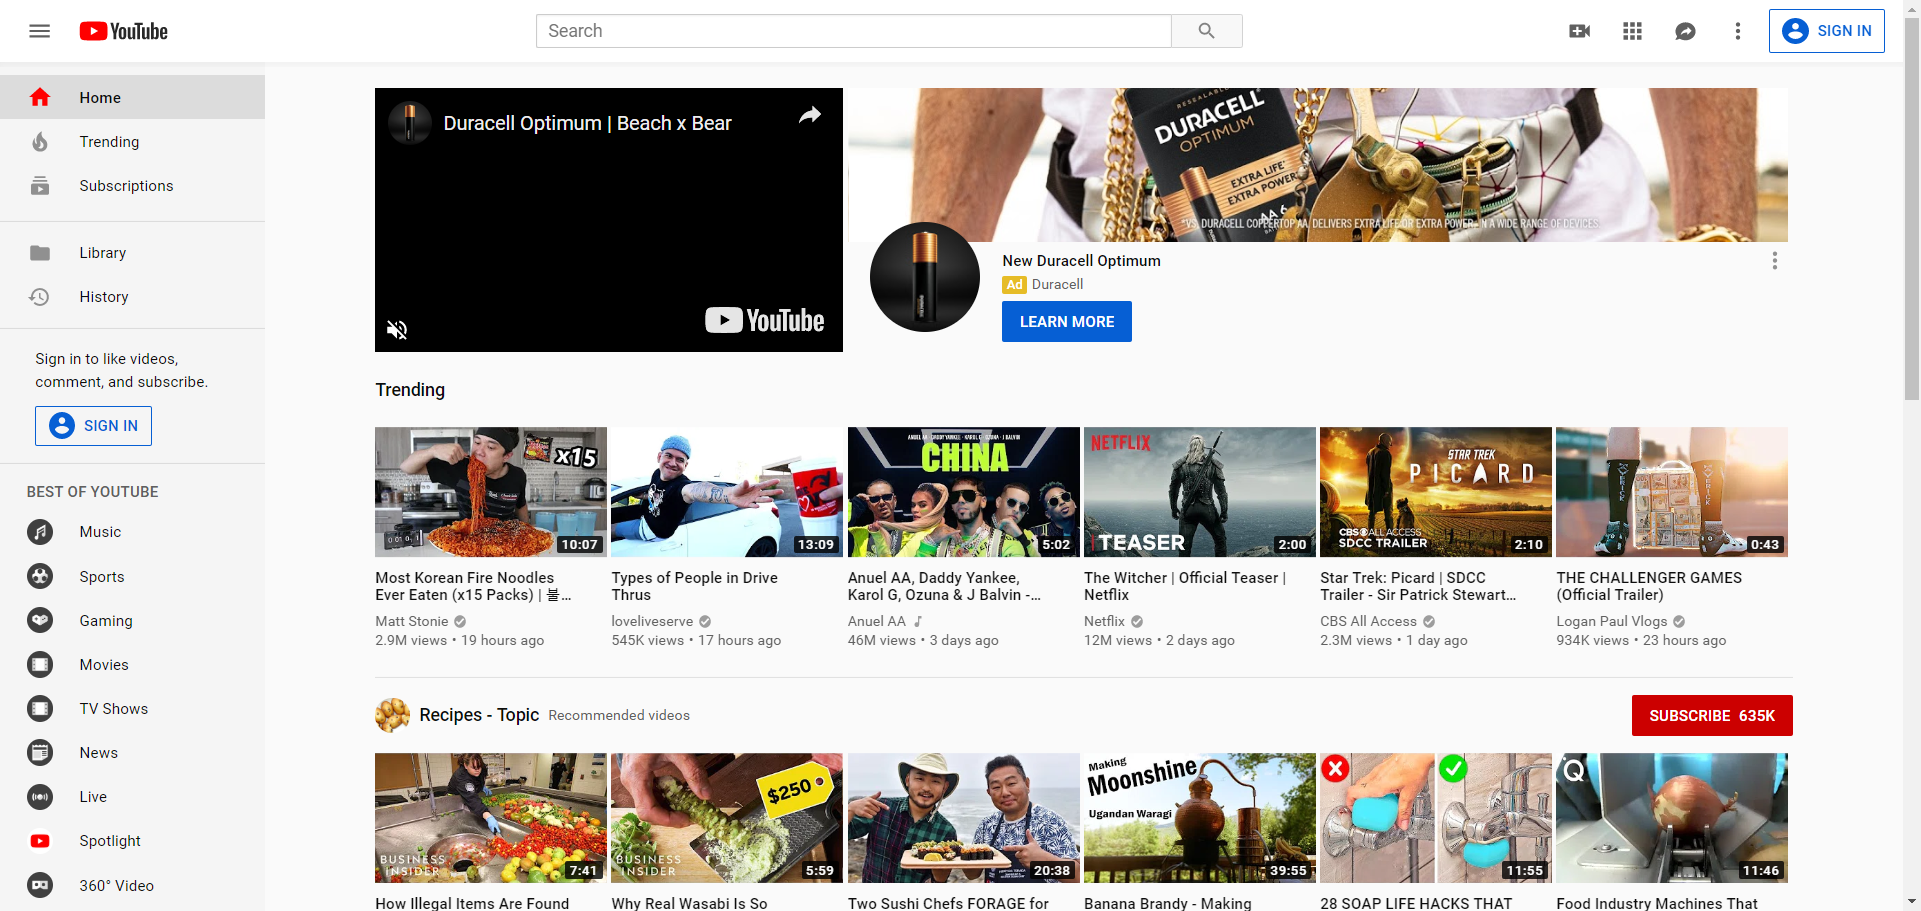 YouTube
Search
SIGN IN
Home
Trending
Subscriptions
Library
History
Sign in to like videos,
comment, and subscribe.
SIGN IN
BEST OF YOUTUBE
Music
Sports
Gaming
Movies
TV Shows
News
Live
Spotlight
360° Video
Duracell Optimum | Beach x Bear
YouTube
RESEALABLE
DURACELL
OPTIMUM
EXTRA LIFE*
EXTRA POWER*
AA 6
*VS. DURACELL COPPERTOP AA. DELIVERS EXTRA LIFE OR EXTRA POWER IN A WIDE RANGE OF DEVICES.
New Duracell Optimum
Ad Duracell
LEARN MORE
Trending
x15
10:07
Most Korean Fire Noodles
Ever Eaten (x15 Packs) | 불...
Matt Stonie
2.9M views • 19 hours ago
13:09
Types of People in Drive
Thrus
loveliveserve
545K views • 17 hours ago
ANUEL AA · DADDY YANKEE · KAROL G · OZUNA · J BALVIN
CHINA
5:02
Anuel AA, Daddy Yankee,
Karol G, Ozuna & J Balvin -...
Anuel AA
46M views • 3 days ago
NETFLIX
TEASER
2:00
The Witcher | Official Teaser |
Netflix
Netflix
12M views • 2 days ago
STAR TREK
PICARD
CBS ALL ACCESS
SDCC TRAILER
2:10
Star Trek: Picard | SDCC
Trailer - Sir Patrick Stewart...
CBS All Access
2.3M views • 1 day ago
MAVERICK
0:43
THE CHALLENGER GAMES
(Official Trailer)
Logan Paul Vlogs
934K views • 23 hours ago
Recipes - Topic Recommended videos
SUBSCRIBE 635K
BUSINESS
INSIDER
7:41
How Illegal Items Are Found
$250
BUSINESS
INSIDER
5:59
Why Real Wasabi Is So
20:38
Two Sushi Chefs FORAGE for
Making
Moonshine
Ugandan Waragi
39:55
Banana Brandy - Making
11:55
28 SOAP LIFE HACKS THAT
11:46
Food Industry Machines That